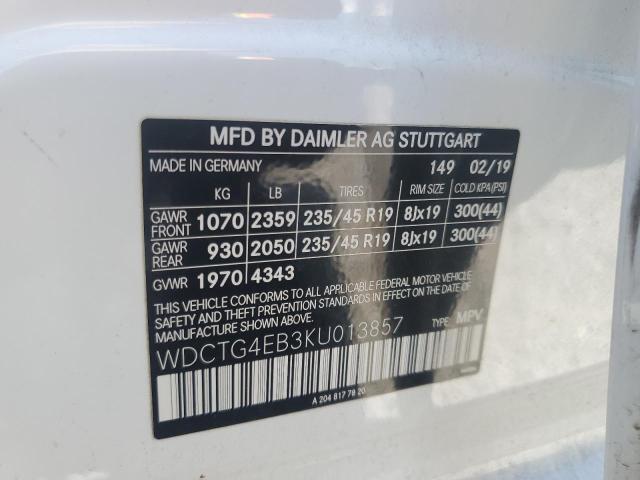 MFD BY DAIMLER AG STUTTGART
MADE IN GERMANY 149 02/19
KG LB TIRES RIM SIZE COLD KPA(PSI)
GAWR FRONT 1070 2359 235/45 R19 8Jx19 300(44)
GAWR REAR 930 2050 235/45 R19 8Jx19 300(44)
GVWR 1970 4343
THIS VEHICLE CONFORMS TO ALL APPLICABLE FEDERAL MOTOR VEHICLE
SAFETY AND THEFT PREVENTION STANDARDS IN EFFECT ON THE DATE
OF MANUFACTURE SHOWN ABOVE.
WDCTG4EB3KU013857 TYPE: MPV
A 204 817 78 20